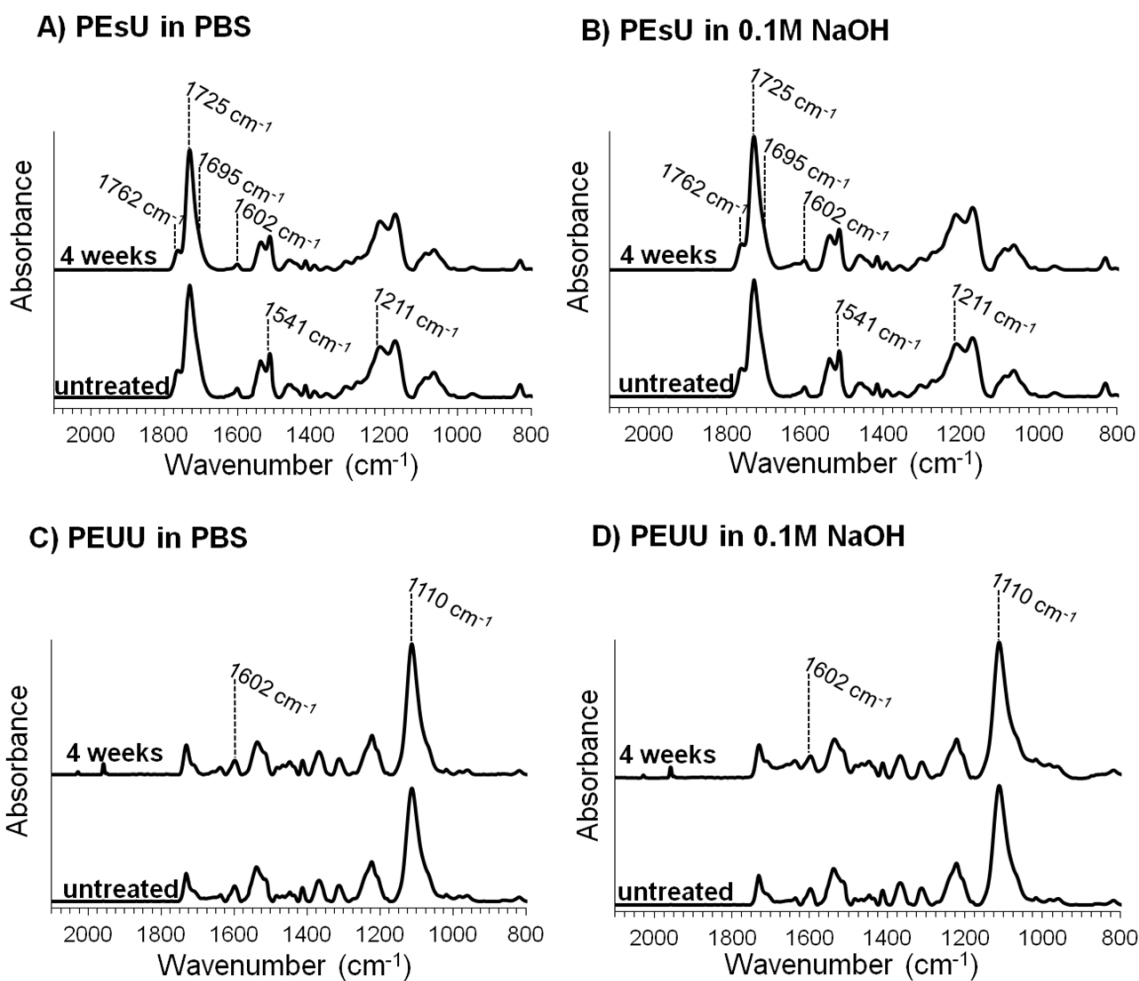 A) PEsU in PBS
Absorbance
1725 cm-1
1695 cm-1
1762 cm-1
1602 cm-1
4 weeks
1541 cm-1
1211 cm-1
untreated
2000 1800 1600 1400 1200 1000 800
Wavenumber (cm-1)
B) PEsU in 0.1M NaOH
Absorbance
1725 cm-1
1695 cm-1
1762 cm-1
1602 cm-1
4 weeks
1541 cm-1
1211 cm-1
untreated
2000 1800 1600 1400 1200 1000 800
Wavenumber (cm-1)
C) PEUU in PBS
Absorbance
1110 cm-1
1602 cm-1
4 weeks
untreated
2000 1800 1600 1400 1200 1000 800
Wavenumber (cm-1)
D) PEUU in 0.1M NaOH
Absorbance
1110 cm-1
1602 cm-1
4 weeks
untreated
2000 1800 1600 1400 1200 1000 800
Wavenumber (cm-1)